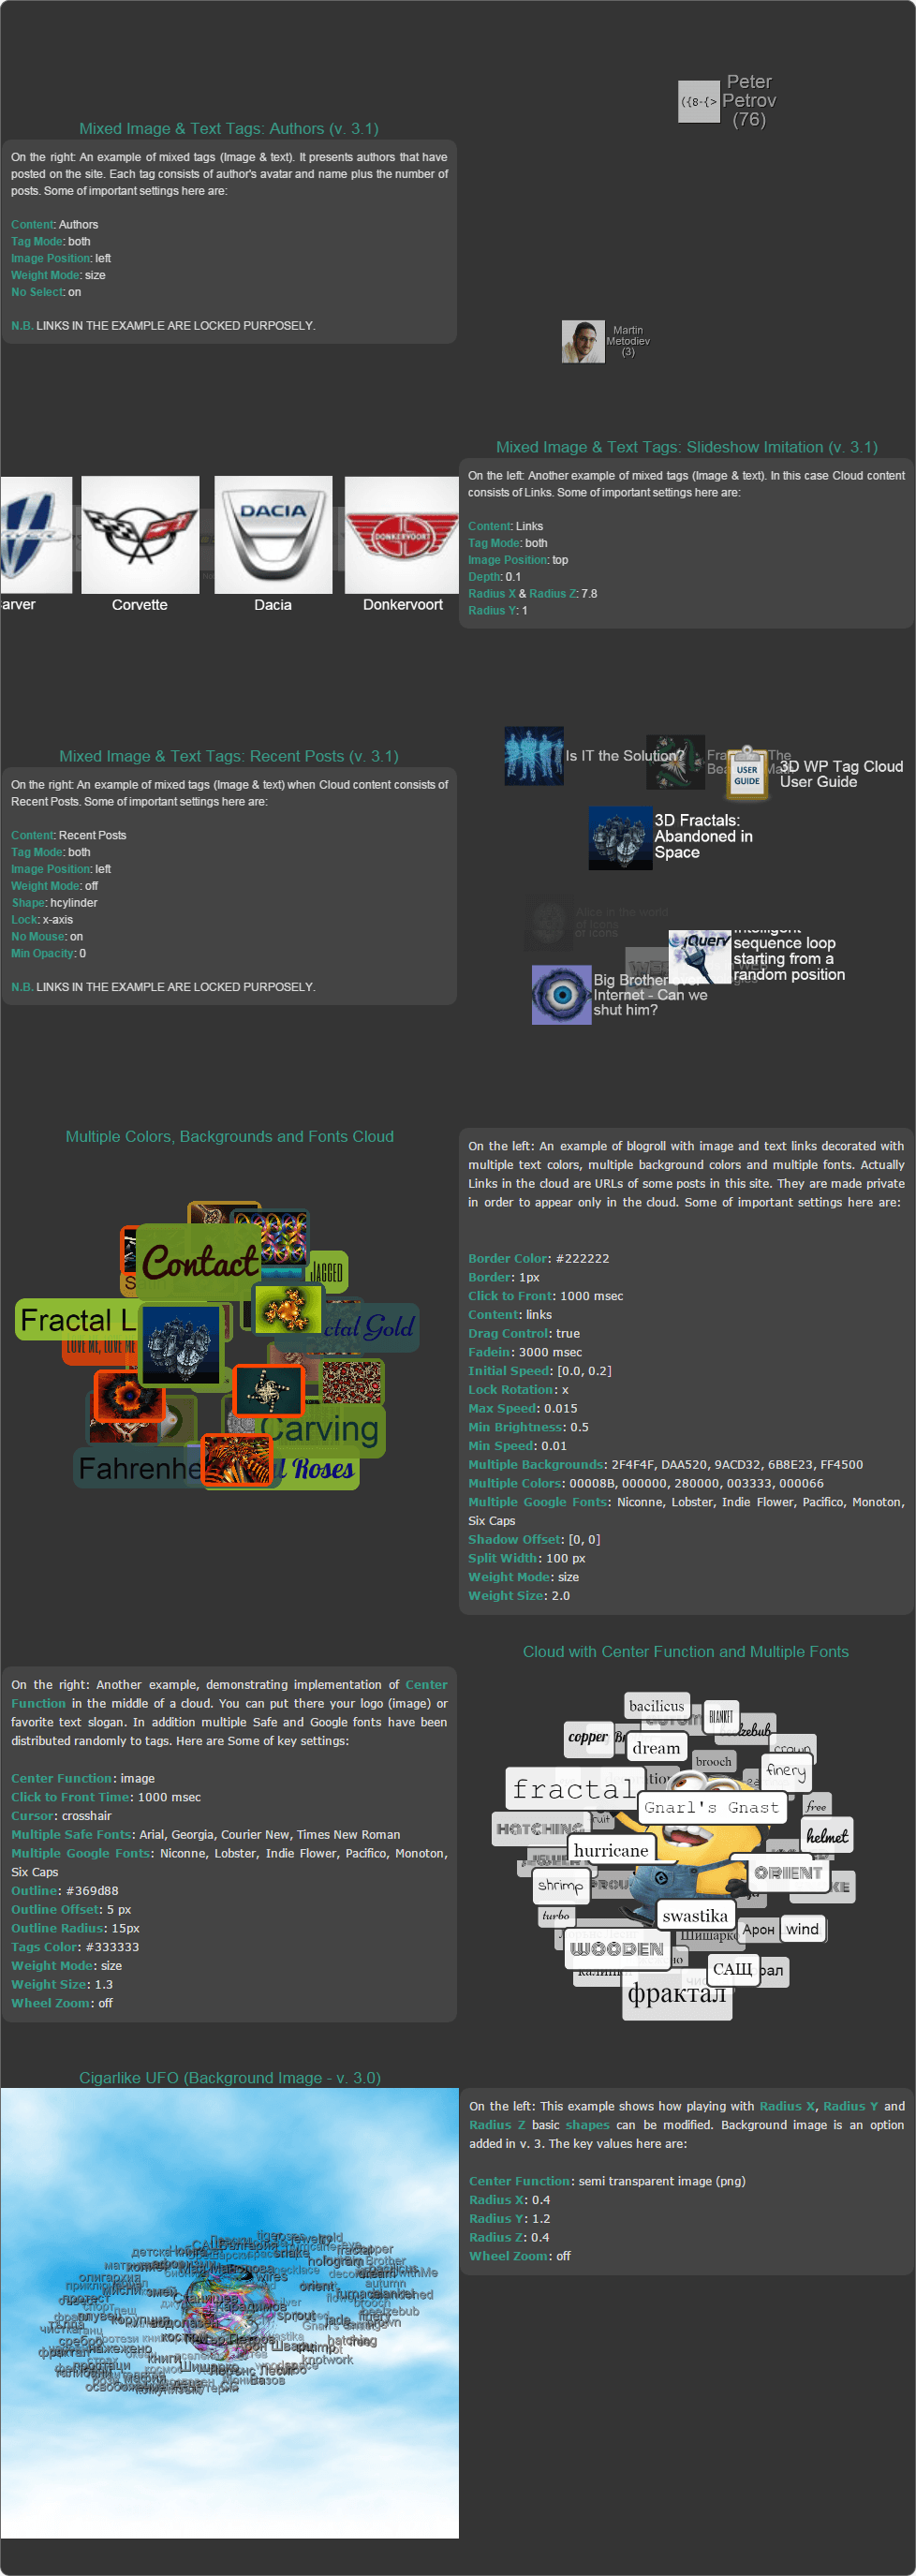 ({8-{>
Peter
Petrov
(76)
Mixed Image & Text Tags: Authors (v. 3.1)
On the right: An example of mixed tags (Image & text). It presents authors that have
posted on the site. Each tag consists of author's avatar and name plus the number of
posts. Some of important settings here are:
Content: Authors
Tag Mode: both
Image Position: left
Weight Mode: size
No Select: on
N.B. LINKS IN THE EXAMPLE ARE LOCKED PURPOSELY.
Martin
Metodiev
(3)
Mixed Image & Text Tags: Slideshow Imitation (v. 3.1)
On the left: Another example of mixed tags (Image & text). In this case Cloud content
consists of Links. Some of important settings here are:
Content: Links
Tag Mode: both
Image Position: top
Depth: 0.1
Radius X & Radius Z: 7.8
Radius Y: 1
DACIA
DONKERVOORT
arver
Corvette
Dacia
Donkervoort
Mixed Image & Text Tags: Recent Posts (v. 3.1)
On the right: An example of mixed tags (Image & text) when Cloud content consists of
Recent Posts. Some of important settings here are:
Content: Recent Posts
Tag Mode: both
Image Position: left
Weight Mode: off
Shape: hcylinder
Lock: x-axis
No Mouse: on
Min Opacity: 0
N.B. LINKS IN THE EXAMPLE ARE LOCKED PURPOSELY.
Is IT the Solution?
USER
GUIDE
3D WP Tag Cloud
User Guide
3D Fractals:
Abandoned in
Space
Alice in the world
of icons
jQuery
Intelligent
sequence loop
starting from a
random position
Big Brother over
Internet - Can we
shut him?
Multiple Colors, Backgrounds and Fonts Cloud
Contact
JAGGED
Fractal L
ctal Gold
LOVE ME, LOVE ME
Carving
Fahrenhe
l Roses
On the left: An example of blogroll with image and text links decorated with
multiple text colors, multiple background colors and multiple fonts. Actually
Links in the cloud are URLs of some posts in this site. They are made private
in order to appear only in the cloud. Some of important settings here are:
Border Color: #222222
Border: 1px
Click to Front: 1000 msec
Content: links
Drag Control: true
Fadein: 3000 msec
Initial Speed: [0.0, 0.2]
Lock Rotation: x
Max Speed: 0.015
Min Brightness: 0.5
Min Speed: 0.01
Multiple Backgrounds: 2F4F4F, DAA520, 9ACD32, 6B8E23, FF4500
Multiple Colors: 00008B, 000000, 280000, 003333, 000066
Multiple Google Fonts: Niconne, Lobster, Indie Flower, Pacifico, Monoton,
Six Caps
Shadow Offset: [0, 0]
Split Width: 100 px
Weight Mode: size
Weight Size: 2.0
Cloud with Center Function and Multiple Fonts
On the right: Another example, demonstrating implementation of Center
Function in the middle of a cloud. You can put there your logo (image) or
favorite text slogan. In addition multiple Safe and Google fonts have been
distributed randomly to tags. Here are Some of key settings:
Center Function: image
Click to Front Time: 1000 msec
Cursor: crosshair
Multiple Safe Fonts: Arial, Georgia, Courier New, Times New Roman
Multiple Google Fonts: Niconne, Lobster, Indie Flower, Pacifico, Monoton,
Six Caps
Outline: #369d88
Outline Offset: 5 px
Outline Radius: 15px
Tags Color: #333333
Weight Mode: size
Weight Size: 1.3
Wheel Zoom: off
bacilicus
BLANKET
copper
dream
brooch
crown
finery
fractal
Gnarl's Gnast
free
HATCHING
fruit
helmet
hurricane
ORIENT
shrimp
turbo
swastika
Арон
wind
WOODEN
Шишарко
САЩ
рал
фрактал
Cigarlike UFO (Background Image - v. 3.0)
On the left: This example shows how playing with Radius X, Radius Y and
Radius Z basic shapes can be modified. Background image is an option
added in v. 3. The key values here are:
Center Function: semi transparent image (png)
Radius X: 0.4
Radius Y: 1.2
Radius Z: 0.4
Wheel Zoom: off
hologram
orient
autumn
sprout
jade
hatching
knotwork
корупция
водолазен
Шишарко
Вазов